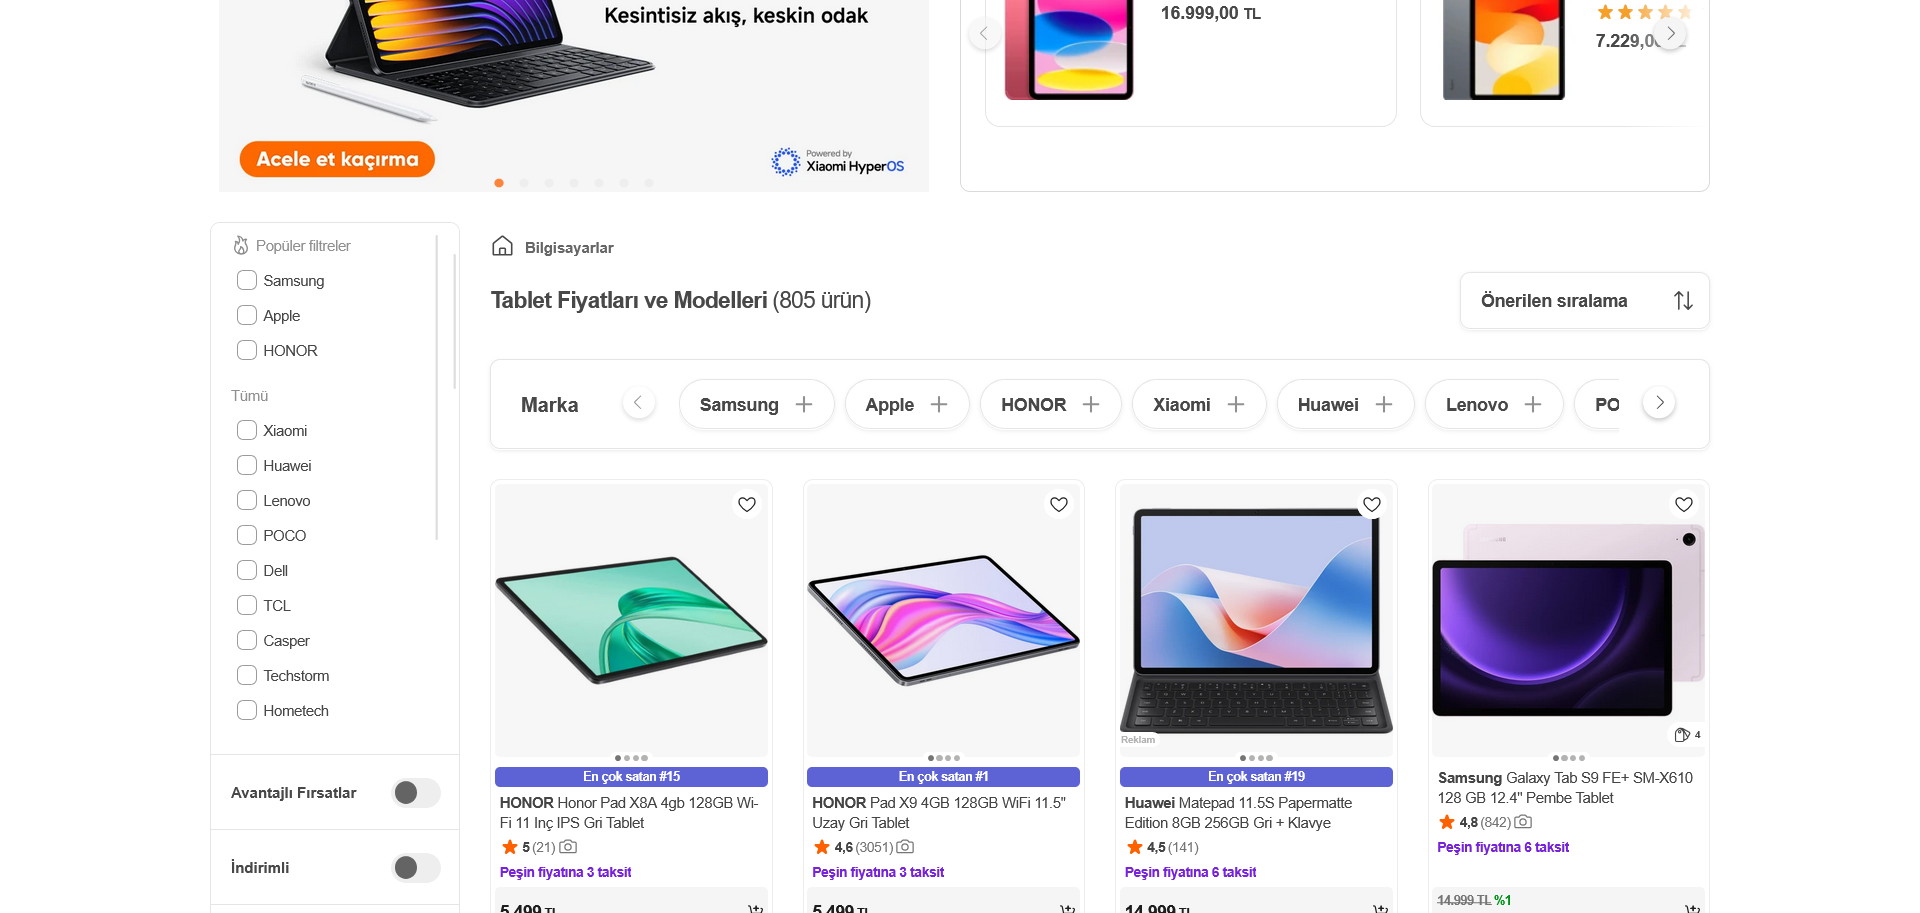 Kesintisiz akış, keskin odak
Acele et kaçırma
Powered by
Xiaomi HyperOS
16.999,00 TL
Popüler filtreler
Samsung
Apple
HONOR
Tümü
Xiaomi
Huawei
Lenovo
POCO
Dell
TCL
Casper
Techstorm
Hometech
Avantajlı Fırsatlar
İndirimli
Bilgisayarlar
Tablet Fiyatları ve Modelleri (805 ürün)
Önerilen sıralama
Marka
Samsung
Apple
HONOR
Xiaomi
Huawei
Lenovo
PO
En çok satan #15
HONOR Honor Pad X8A 4gb 128GB Wi-
Fi 11 Inç IPS Gri Tablet
5 (21)
Peşin fiyatına 3 taksit
5.499 TL
En çok satan #1
HONOR Pad X9 4GB 128GB WiFi 11.5"
Uzay Gri Tablet
4,6 (3051)
Peşin fiyatına 3 taksit
5.499 TL
Reklam
En çok satan #19
Huawei Matepad 11.5S Papermatte
Edition 8GB 256GB Gri + Klavye
4,5 (141)
Peşin fiyatına 6 taksit
14.999 TL
4
Samsung Galaxy Tab S9 FE+ SM-X610
128 GB 12.4" Pembe Tablet
4,8 (842)
Peşin fiyatına 6 taksit
14.999 TL %1